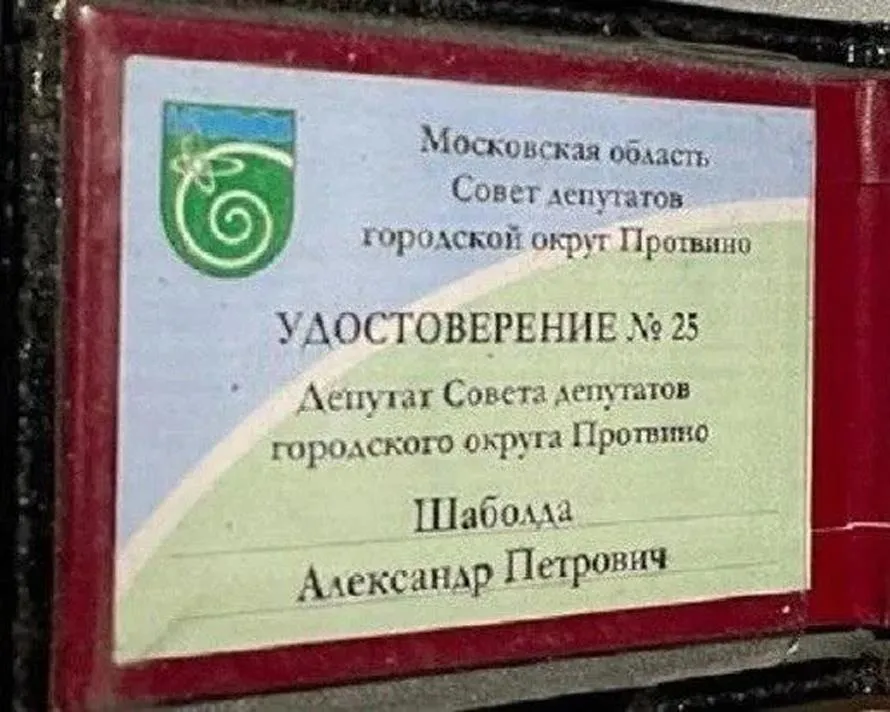 Московская область
Совет депутатов
городской округ Протвино
УДОСТОВЕРЕНИЕ № 25
Депутат Совета депутатов
городского округа Протвино
Шаболда
Александр Петрович